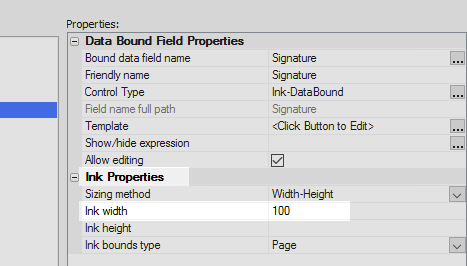 Properties:
Data Bound Field Properties
Bound data field name Signature ...
Friendly name Signature
Control Type Ink-DataBound ...
Field name full path Signature
Template <Click Button to Edit> ...
Show/hide expression ...
Allow editing
Ink Properties
Sizing method Width-Height
Ink width 100
Ink height
Ink bounds type Page